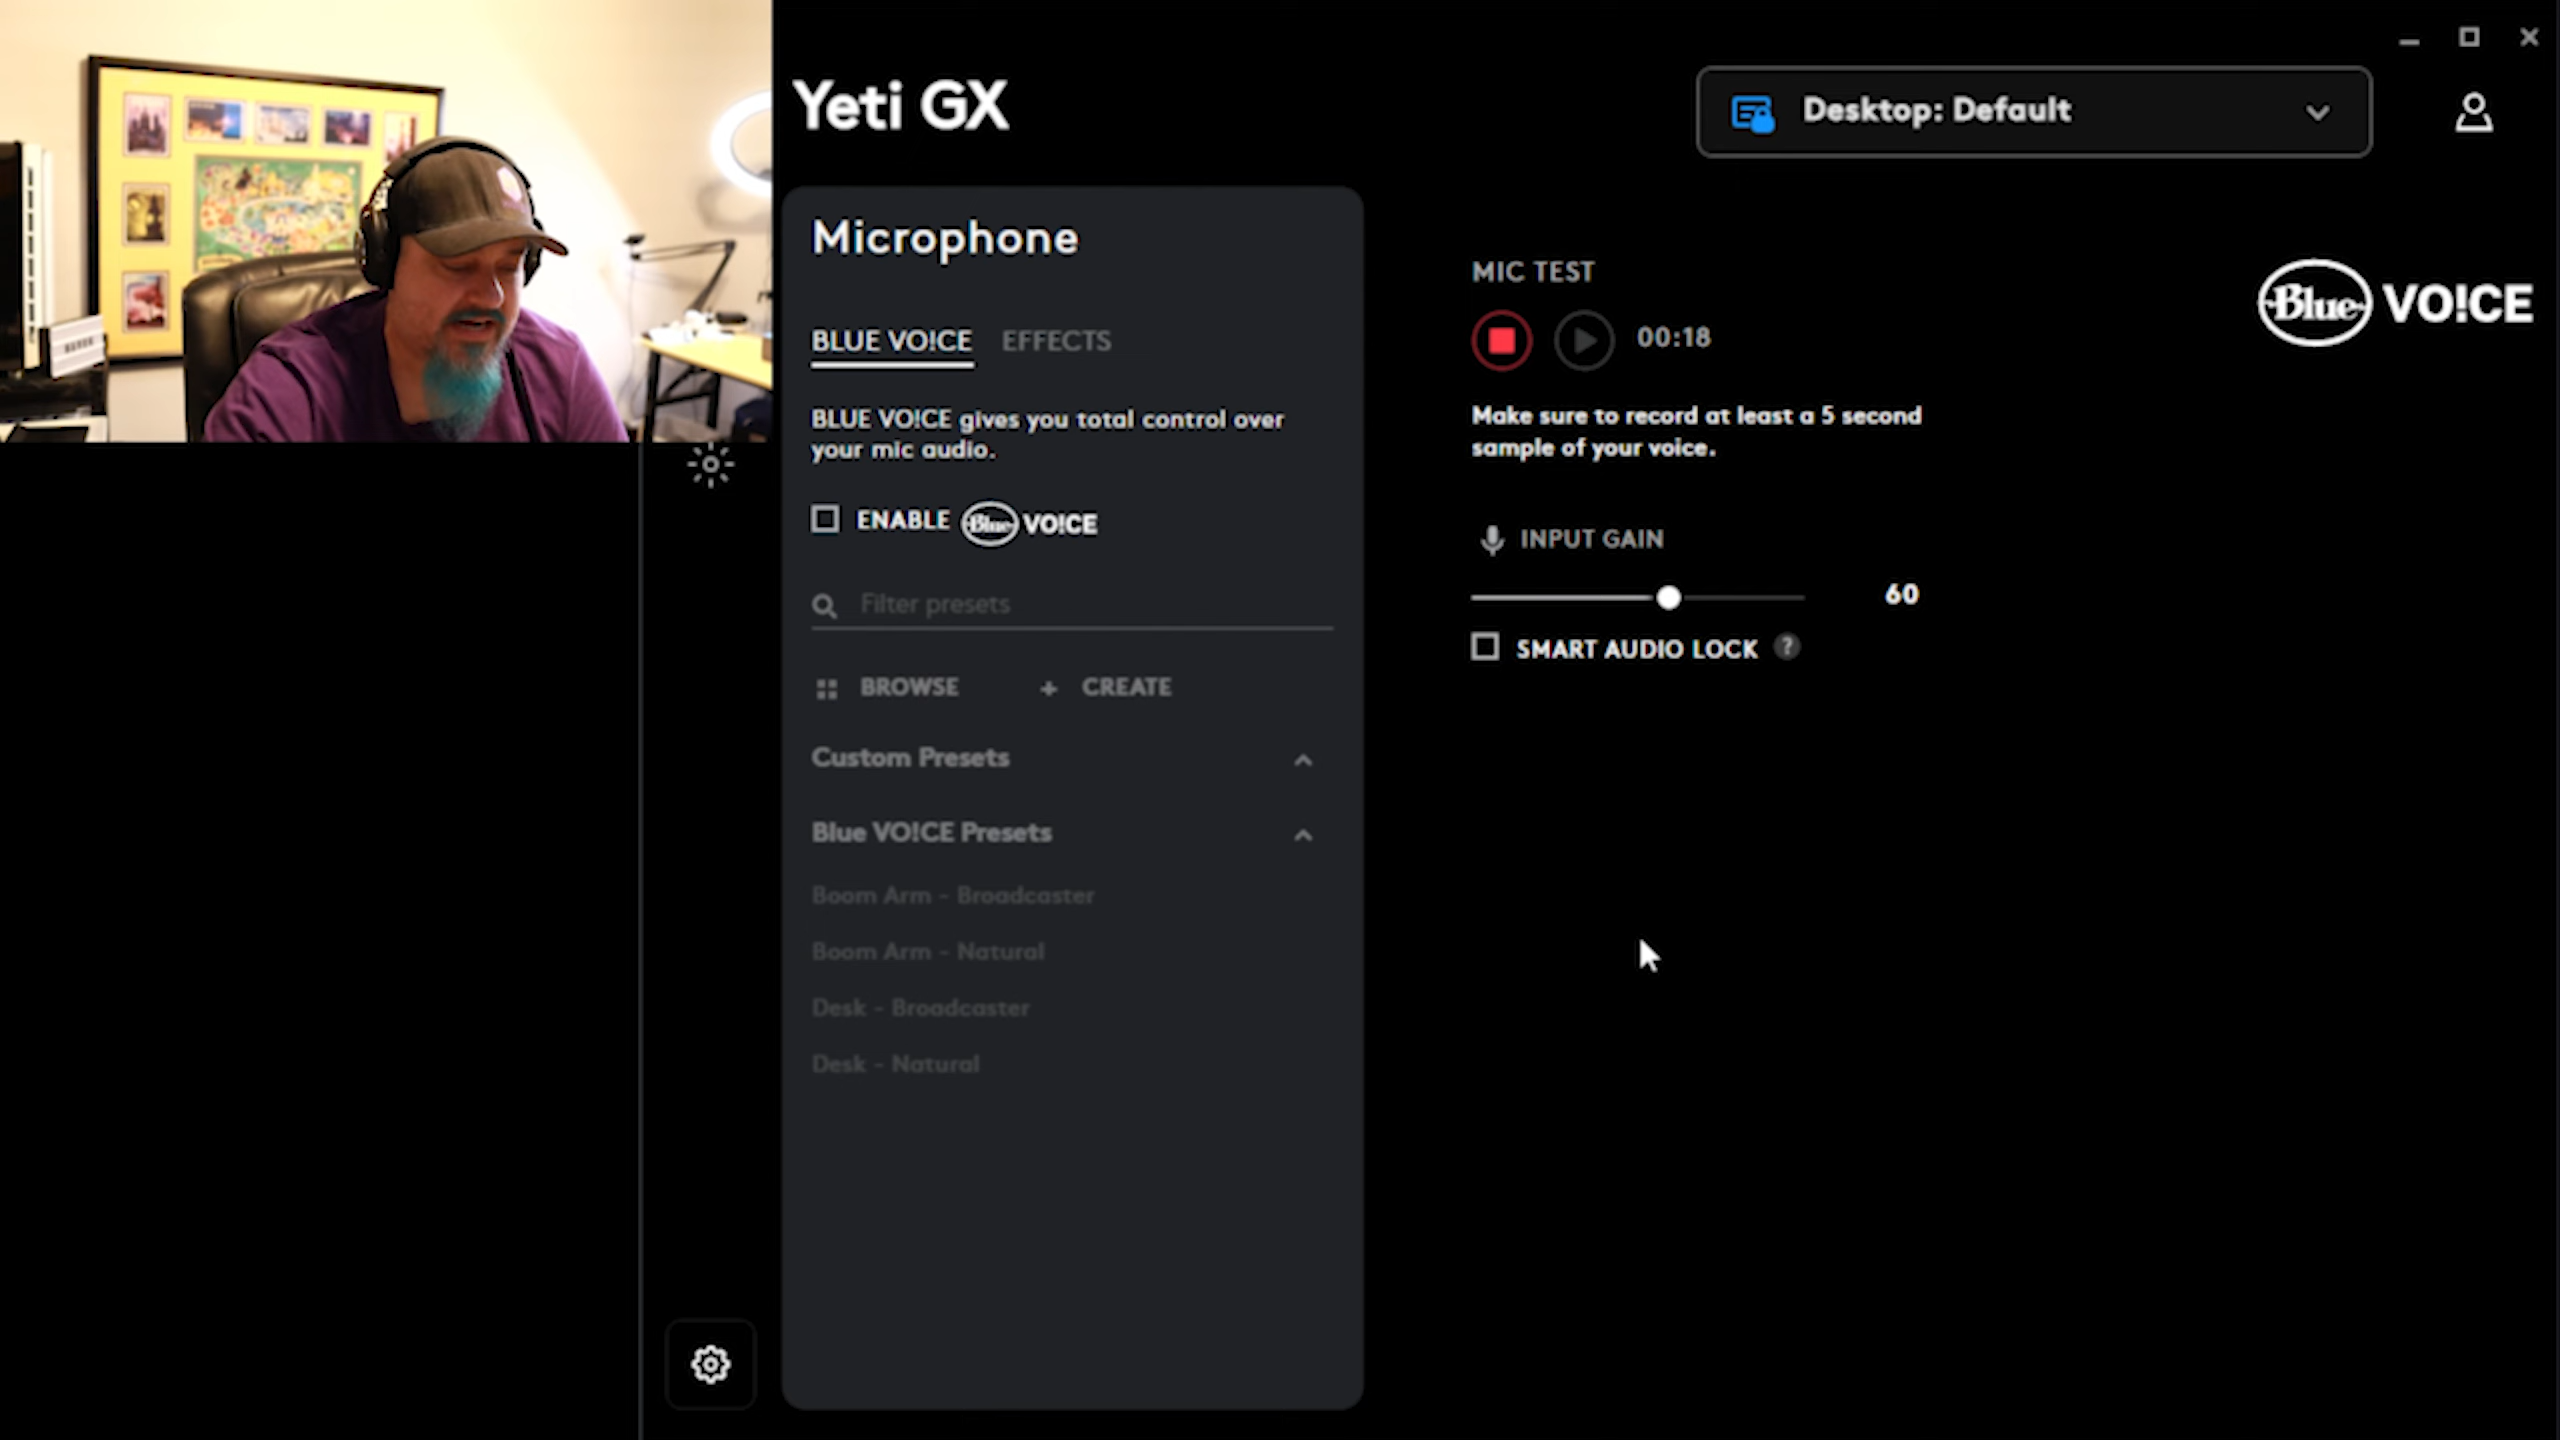 Yeti GX
Desktop: Default
Microphone
BLUE VO!CE EFFECTS
BLUE VO!CE gives you total control over
your mic audio.
ENABLE Blue VO!CE
Filter presets
BROWSE + CREATE
Custom Presets
Blue VO!CE Presets
Boom Arm - Broadcaster
Boom Arm - Natural
Desk - Broadcaster
Desk - Natural
MIC TEST
00:18
Make sure to record at least a 5 second
sample of your voice.
INPUT GAIN
60
SMART AUDIO LOCK ?
Blue VO!CE